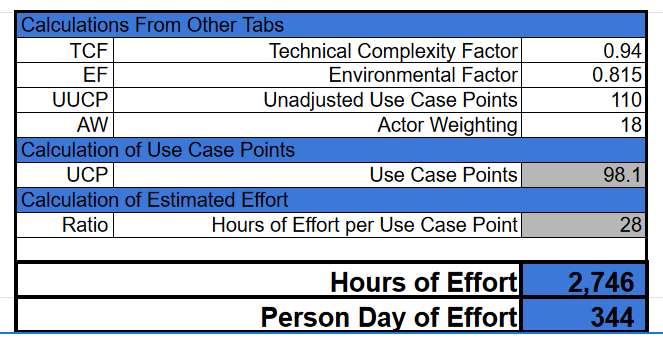 Calculations From Other Tabs
TCF Technical Complexity Factor 0.94
EF Environmental Factor 0.815
UUCP Unadjusted Use Case Points 110
AW Actor Weighting 18
Calculation of Use Case Points
UCP Use Case Points 98.1
Calculation of Estimated Effort
Ratio Hours of Effort per Use Case Point 28
Hours of Effort 2,746
Person Day of Effort 344